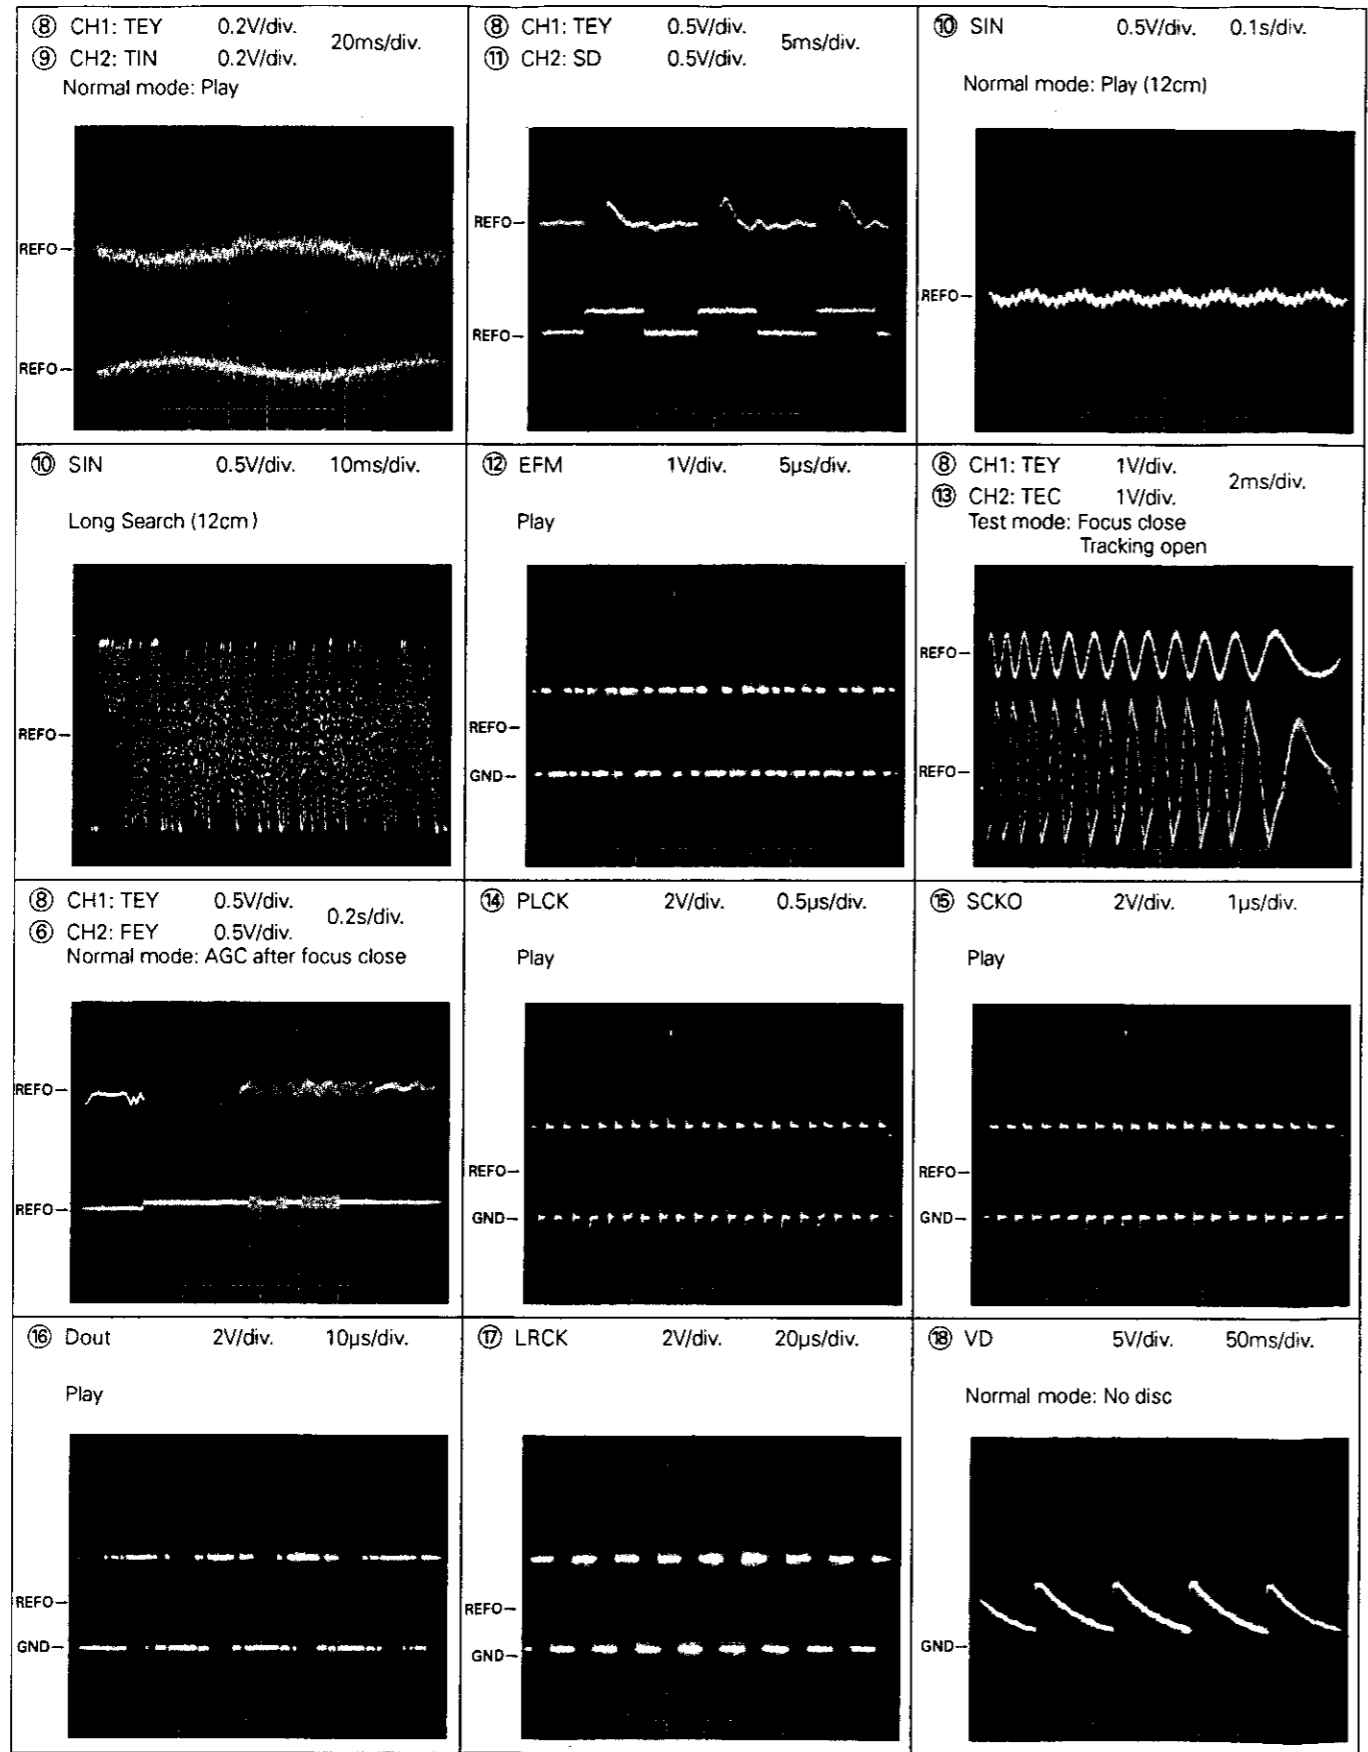 ⑧ CH1: TEY 0.2V/div. 20ms/div.
⑨ CH2: TIN 0.2V/div.
Normal mode: Play
REFO
REFO
⑧ CH1: TEY 0.5V/div. 5ms/div.
⑪ CH2: SD 0.5V/div.
REFO
REFO
⑩ SIN 0.5V/div. 0.1s/div.
Normal mode: Play (12cm)
REFO
⑩ SIN 0.5V/div. 10ms/div.
Long Search (12cm)
REFO
⑫ EFM 1V/div. 5µs/div.
Play
REFO
GND
⑧ CH1: TEY 1V/div. 2ms/div.
⑬ CH2: TEC 1V/div.
Test mode: Focus close
Tracking open
REFO
REFO
⑧ CH1: TEY 0.5V/div. 0.2s/div.
⑥ CH2: FEY 0.5V/div.
Normal mode: AGC after focus close
REFO
REFO
⑭ PLCK 2V/div. 0.5µs/div.
Play
REFO
GND
⑮ SCKO 2V/div. 1µs/div.
Play
REFO
GND
⑯ Dout 2V/div. 10µs/div.
Play
REFO
GND
⑰ LRCK 2V/div. 20µs/div.
REFO
GND
⑱ VD 5V/div. 50ms/div.
Normal mode: No disc
GND